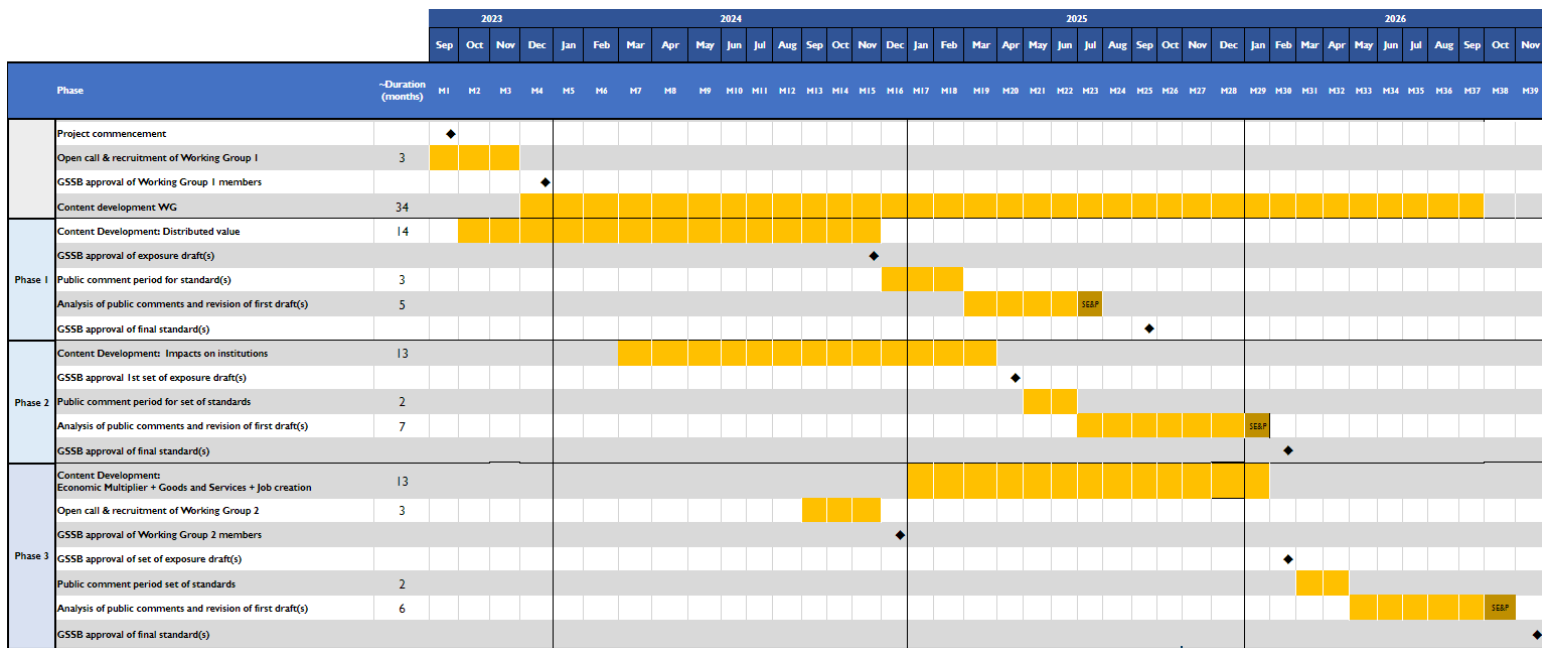 2023 2024 2025 2026
Sep Oct Nov Dec Jan Feb Mar Apr May Jun Jul Aug Sep Oct Nov Dec Jan Feb Mar Apr May Jun Jul Aug Sep Oct Nov Dec Jan Feb Mar Apr May Jun Jul Aug Sep Oct Nov
Phase ~Duration (months) M1 M2 M3 M4 M5 M6 M7 M8 M9 M10 M11 M12 M13 M14 M15 M16 M17 M18 M19 M20 M21 M22 M23 M24 M25 M26 M27 M28 M29 M30 M31 M32 M33 M34 M35 M36 M37 M38 M39
Project commencement
Open call & recruitment of Working Group 1 3
GSSB approval of Working Group 1 members
Content development WG 34
Phase 1
Content Development: Distributed value 14
GSSB approval of exposure draft(s)
Public comment period for standard(s) 3
Analysis of public comments and revision of first draft(s) 5 SE&P
GSSB approval of final standard(s)
Phase 2
Content Development: Impacts on institutions 13
GSSB approval 1st set of exposure draft(s)
Public comment period for set of standards 2
Analysis of public comments and revision of first draft(s) 7 SE&P
GSSB approval of final standard(s)
Phase 3
Content Development:
Economic Multiplier + Goods and Services + Job creation 13
Open call & recruitment of Working Group 2 3
GSSB approval of Working Group 2 members
GSSB approval of set of exposure draft(s)
Public comment period set of standards 2
Analysis of public comments and revision of first draft(s) 6 SE&P
GSSB approval of final standard(s)